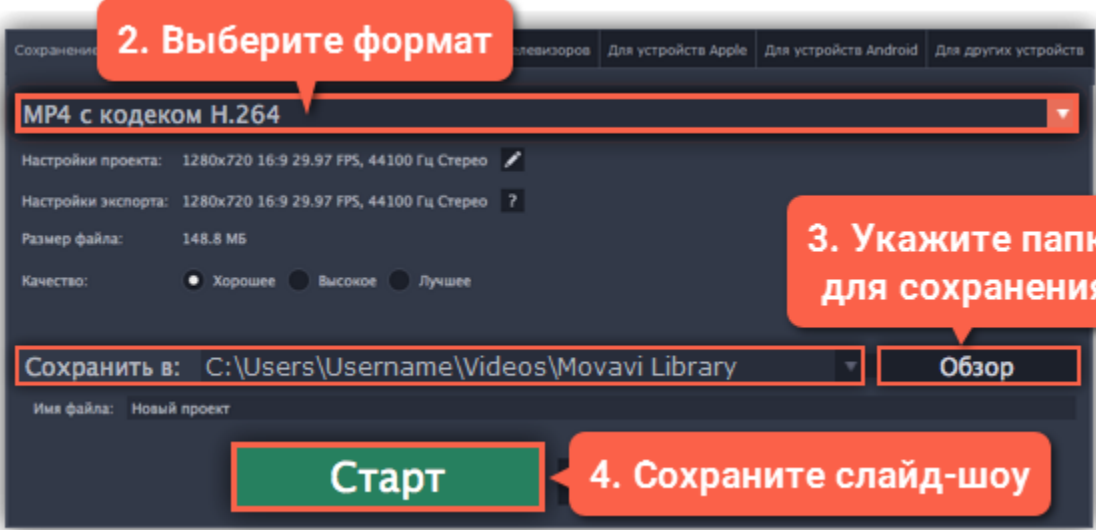 2. Выберите формат
Сохранение
Для устройств Apple
Для устройств Android
Для других устройств
MP4 с кодеком H.264
Настройки проекта: 1280x720 16:9 29.97 FPS, 44100 Гц Стерео
Настройки экспорта: 1280x720 16:9 29.97 FPS, 44100 Гц Стерео ?
Размер файла: 148.8 МБ
3. Укажите
для сохранения
Качество: Хорошее Высокое Лучшее
Сохранить в: C:\Users\Username\Videos\Movavi Library
Обзор
Имя файла: Новый проект
Старт
4. Сохраните слайд-шоу